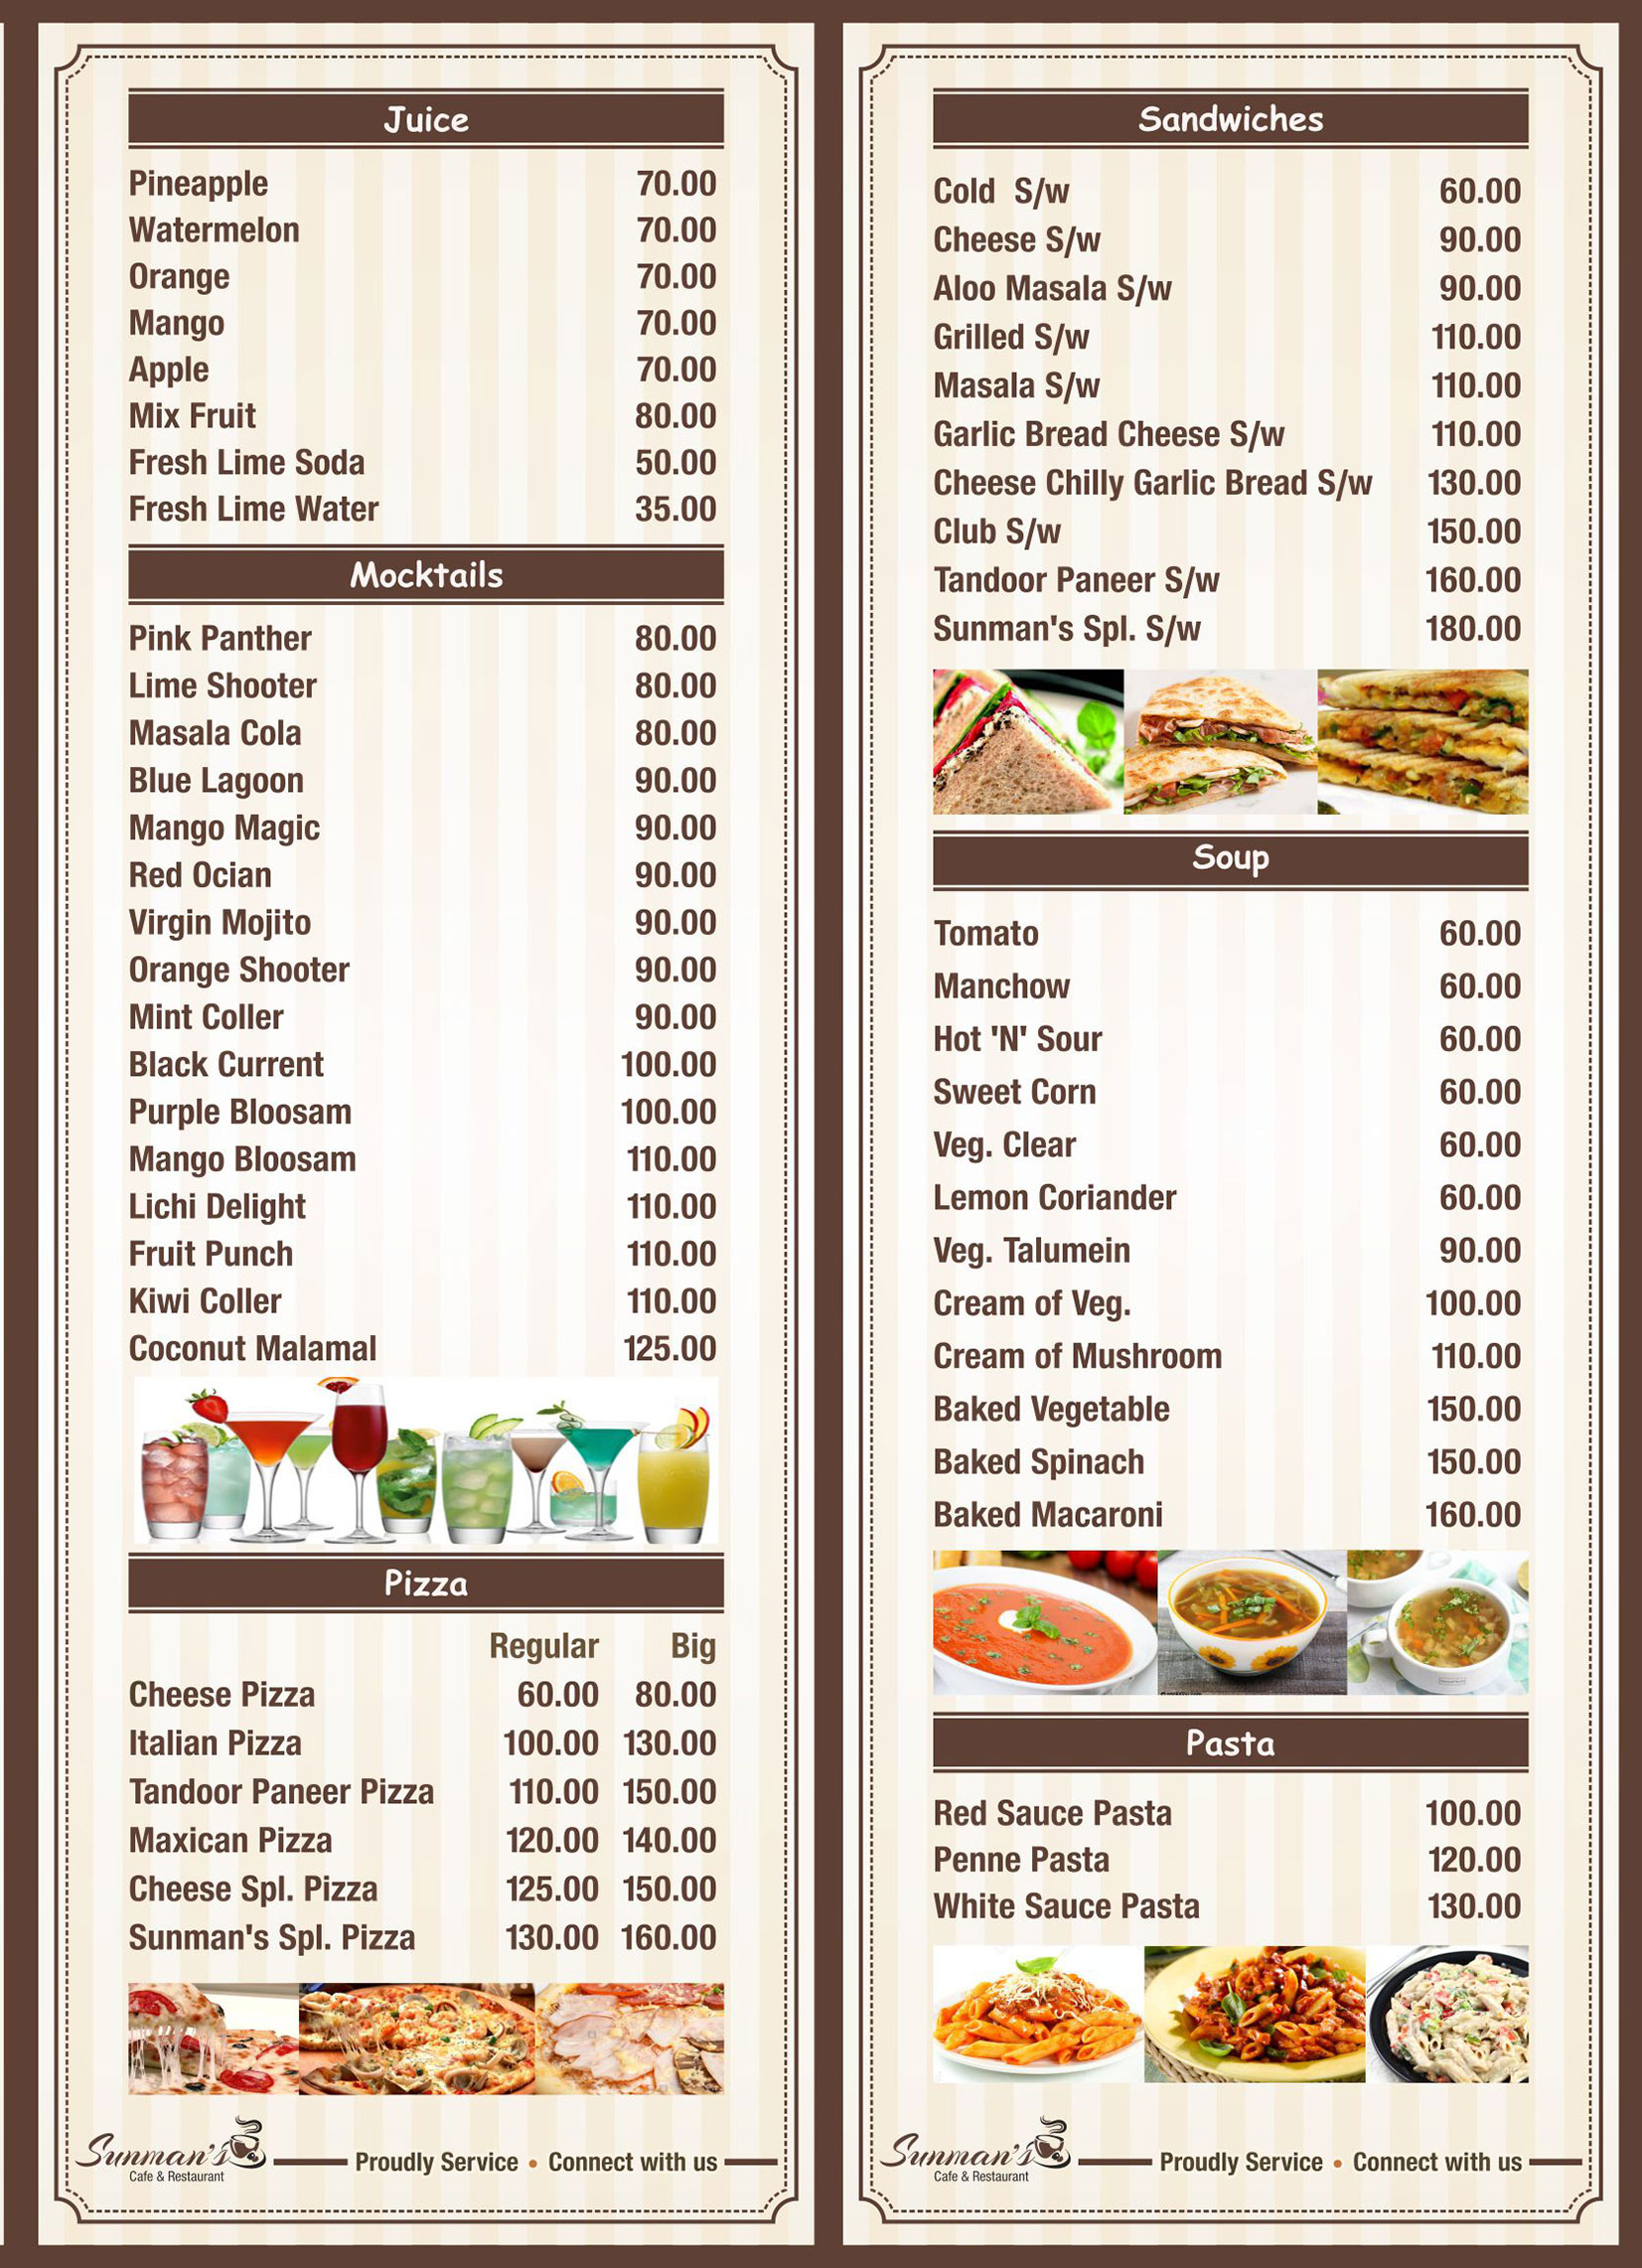 Juice
Pineapple 70.00
Watermelon 70.00
Orange 70.00
Mango 70.00
Apple 70.00
Mix Fruit 80.00
Fresh Lime Soda 50.00
Fresh Lime Water 35.00
Mocktails
Pink Panther 80.00
Lime Shooter 80.00
Masala Cola 80.00
Blue Lagoon 90.00
Mango Magic 90.00
Red Ocian 90.00
Virgin Mojito 90.00
Orange Shooter 90.00
Mint Coller 90.00
Black Current 100.00
Purple Bloosam 100.00
Mango Bloosam 110.00
Lichi Delight 110.00
Fruit Punch 110.00
Kiwi Coller 110.00
Coconut Malamal 125.00
Pizza
Regular Big
Cheese Pizza 60.00 80.00
Italian Pizza 100.00 130.00
Tandoor Paneer Pizza 110.00 150.00
Maxican Pizza 120.00 140.00
Cheese Spl. Pizza 125.00 150.00
Sunman's Spl. Pizza 130.00 160.00
Sunman's
Cafe & Restaurant
Proudly Service • Connect with us
Sandwiches
Cold S/w 60.00
Cheese S/w 90.00
Aloo Masala S/w 90.00
Grilled S/w 110.00
Masala S/w 110.00
Garlic Bread Cheese S/w 110.00
Cheese Chilly Garlic Bread S/w 130.00
Club S/w 150.00
Tandoor Paneer S/w 160.00
Sunman's Spl. S/w 180.00
Soup
Tomato 60.00
Manchow 60.00
Hot 'N' Sour 60.00
Sweet Corn 60.00
Veg. Clear 60.00
Lemon Coriander 60.00
Veg. Talumein 90.00
Cream of Veg. 100.00
Cream of Mushroom 110.00
Baked Vegetable 150.00
Baked Spinach 150.00
Baked Macaroni 160.00
Pasta
Red Sauce Pasta 100.00
Penne Pasta 120.00
White Sauce Pasta 130.00
Sunman's
Cafe & Restaurant
Proudly Service • Connect with us